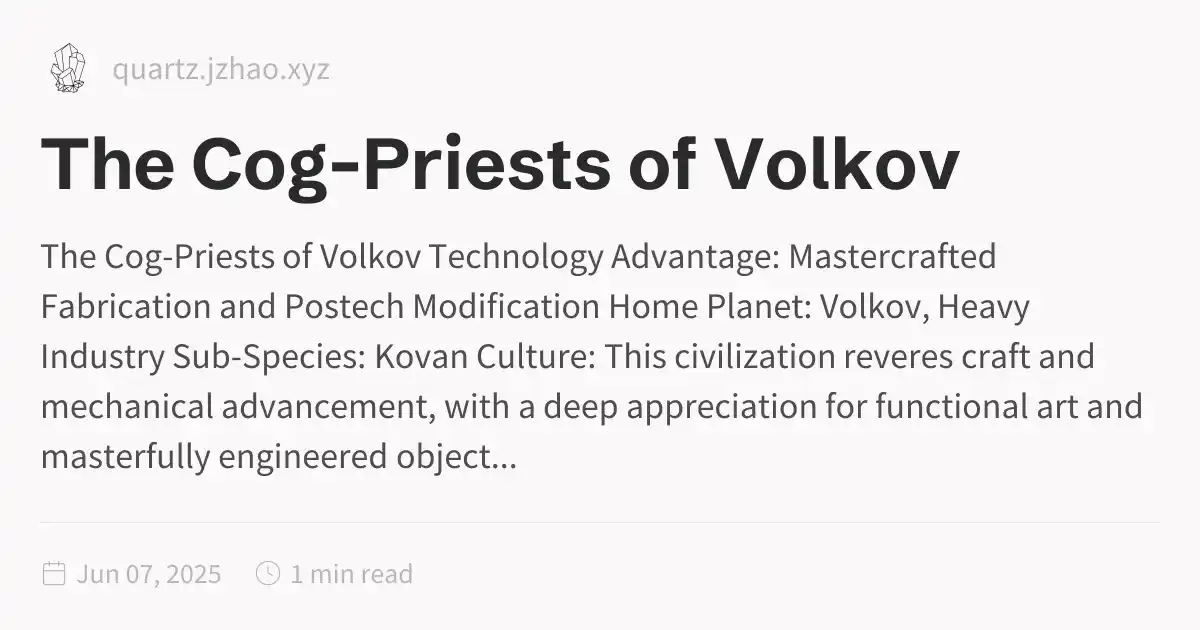 quartz.jzhao.xyz
The Cog-Priests of Volkov
The Cog-Priests of Volkov Technology Advantage: Mastercrafted
Fabrication and Postech Modification Home Planet: Volkov, Heavy
Industry Sub-Species: Kovan Culture: This civilization reveres craft and
mechanical advancement, with a deep appreciation for functional art and
masterfully engineered object...
Jun 07, 2025 1 min read